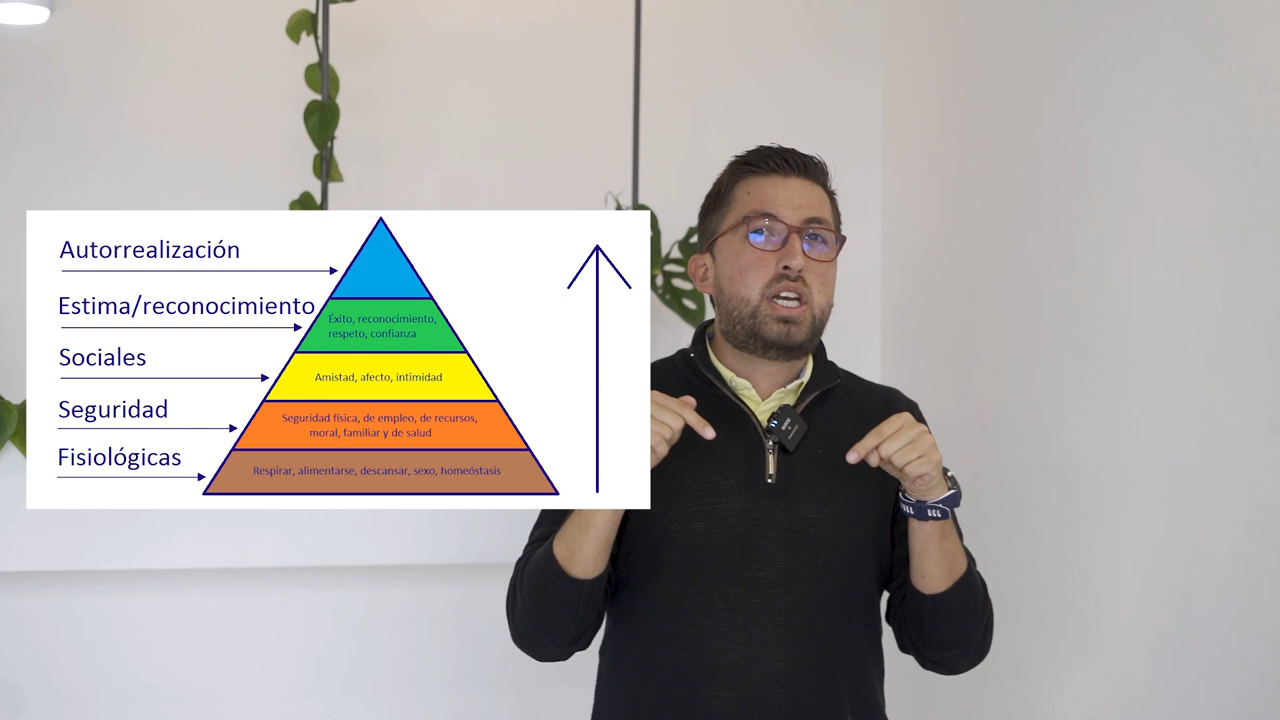 Autorrealización
Estima/reconocimiento
Éxito, reconocimiento,
respeto, confianza
Sociales
Amistad, afecto, intimidad
Seguridad
Seguridad física, de empleo, de recursos,
moral, familiar y de salud
Fisiológicas
Respirar, alimentarse, descansar, sexo, homeóstasis